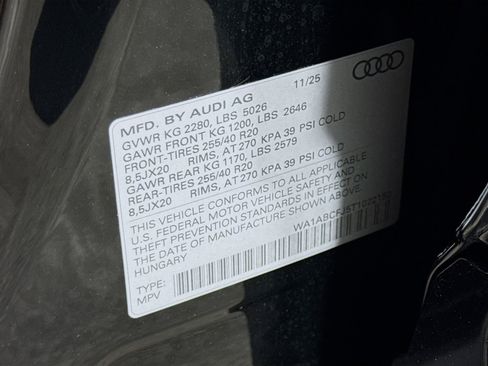 MFD. BY AUDI AG 11/25
GVWR KG 2280, LBS 5026
GAWR FRONT KG 1200, LBS 2646
FRONT-TIRES 255/40 R20
8,5JX20 RIMS, AT 270 KPA 39 PSI COLD
GAWR REAR KG 1170, LBS 2579
REAR-TIRES 255/40 R20
8,5JX20 RIMS, AT 270 KPA 39 PSI COLD
THIS VEHICLE CONFORMS TO ALL APPLICABLE
U.S. FEDERAL MOTOR VEHICLE SAFETY AND
THEFT PREVENTION STANDARDS IN EFFECT
ON THE DATE OF MANUFACTURE SHOWN ABOVE.
HUNGARY
TYPE:
MPV